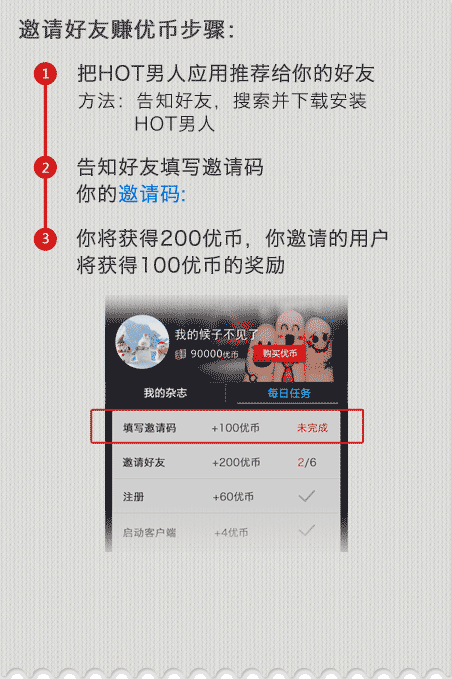 邀请好友赚优币步骤:
1 把HOT男人应用推荐给你的好友
方法: 告知好友, 搜索并下载安装
HOT男人
2 告知好友填写邀请码
你的邀请码:
3 你将获得200优币, 你邀请的用户
将获得100优币的奖励
我的候子不见了
90000优币 购买优币
我的杂志 每日任务
填写邀请码 +100优币 未完成
邀请好友 +200优币 2/6
注册 +60优币
启动客户端 +4优币